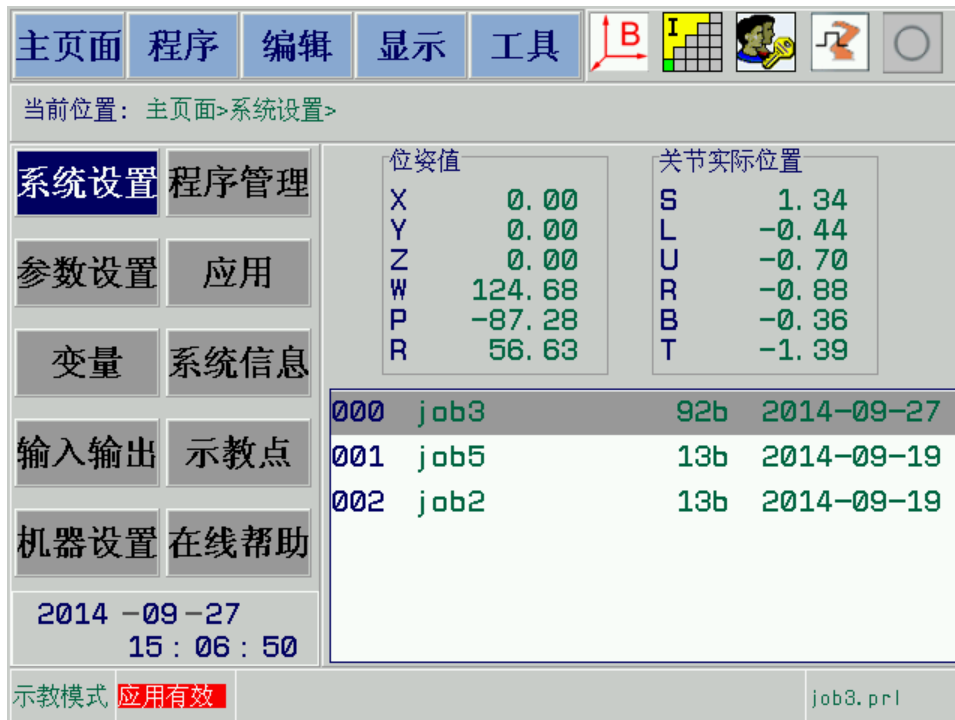 主页面 程序 编辑 显示 工具 B I
当前位置: 主页面>系统设置>
系统设置 程序管理
参数设置 应用
变量 系统信息
输入输出 示教点
机器设置 在线帮助
2014-09-27
15:06:50
位姿值
X 0.00
Y 0.00
Z 0.00
W 124.68
P -87.28
R 56.63
关节实际位置
S 1.34
L -0.44
U -0.70
R -0.88
B -0.36
T -1.39
000 job3 92b 2014-09-27
001 job5 13b 2014-09-19
002 job2 13b 2014-09-19
示教模式 应用有效 job3.prl